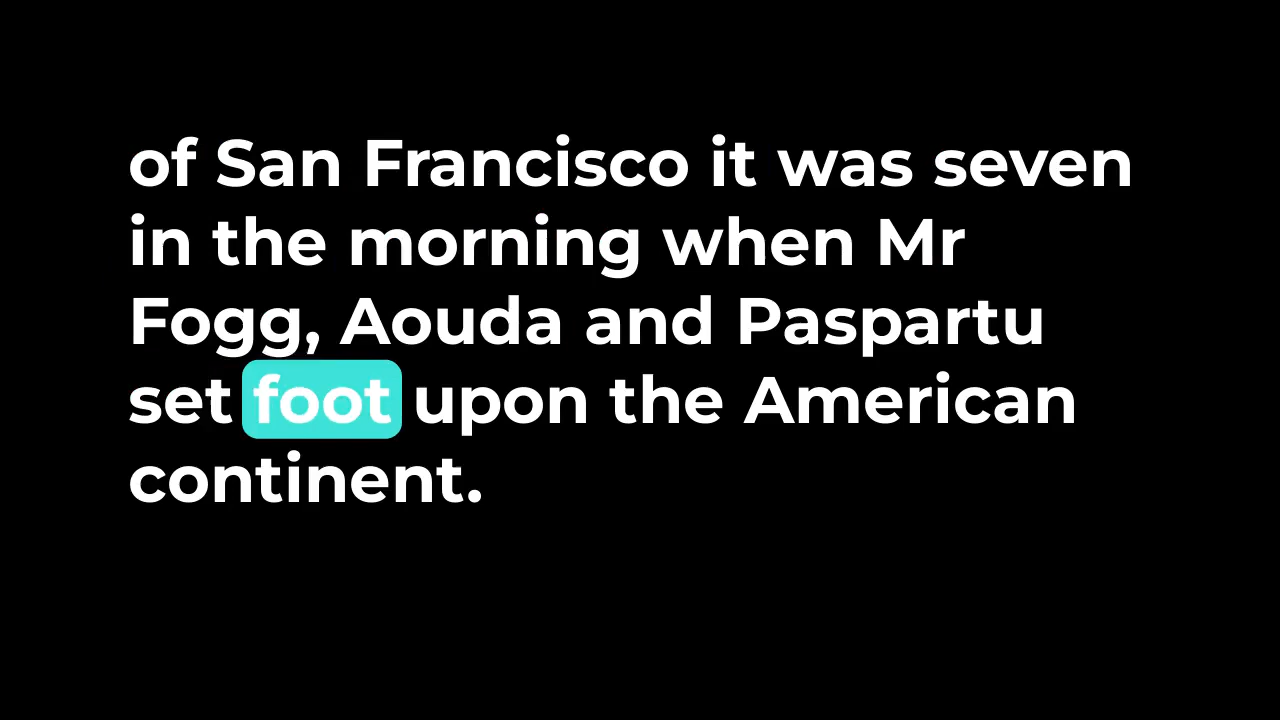 of San Francisco it was seven
in the morning when Mr
Fogg, Aouda and Paspartu
set foot upon the American
continent.